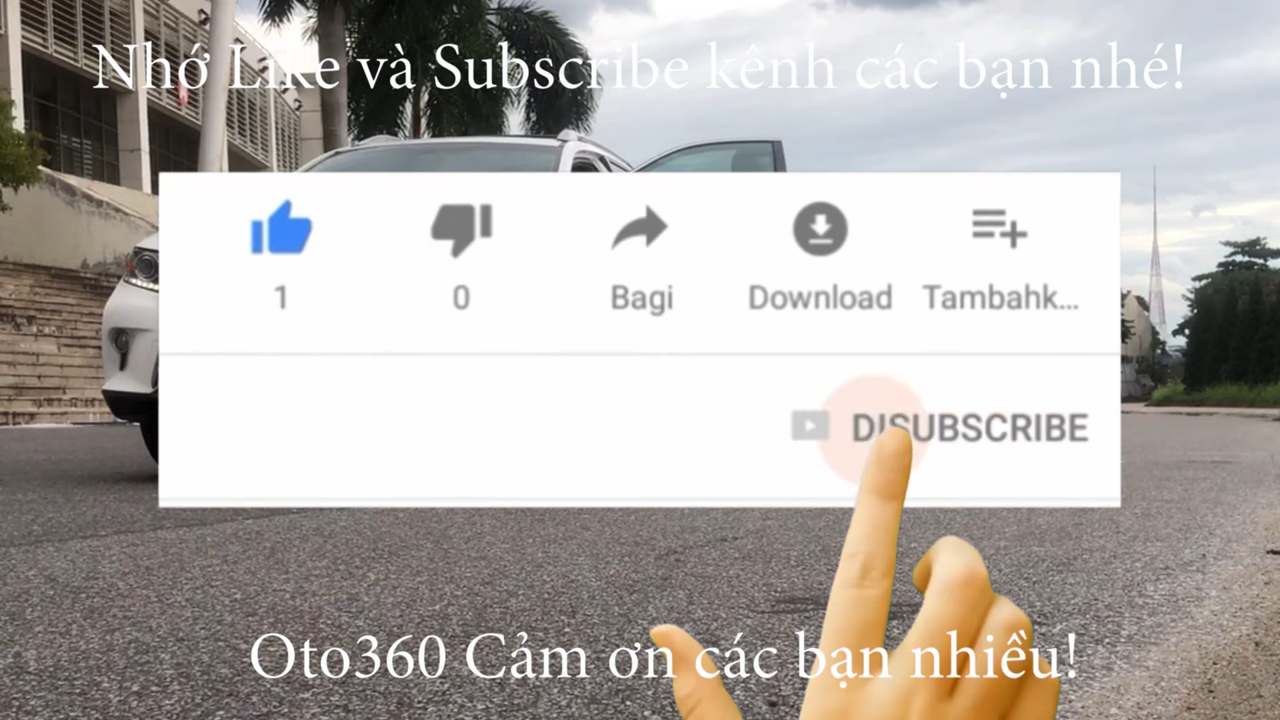 Nhớ Like và Subscribe kênh các bạn nhé!
1 0 Bagi Download Tambahk...
DISUBSCRIBE
Oto360 Cảm ơn các bạn nhiều!